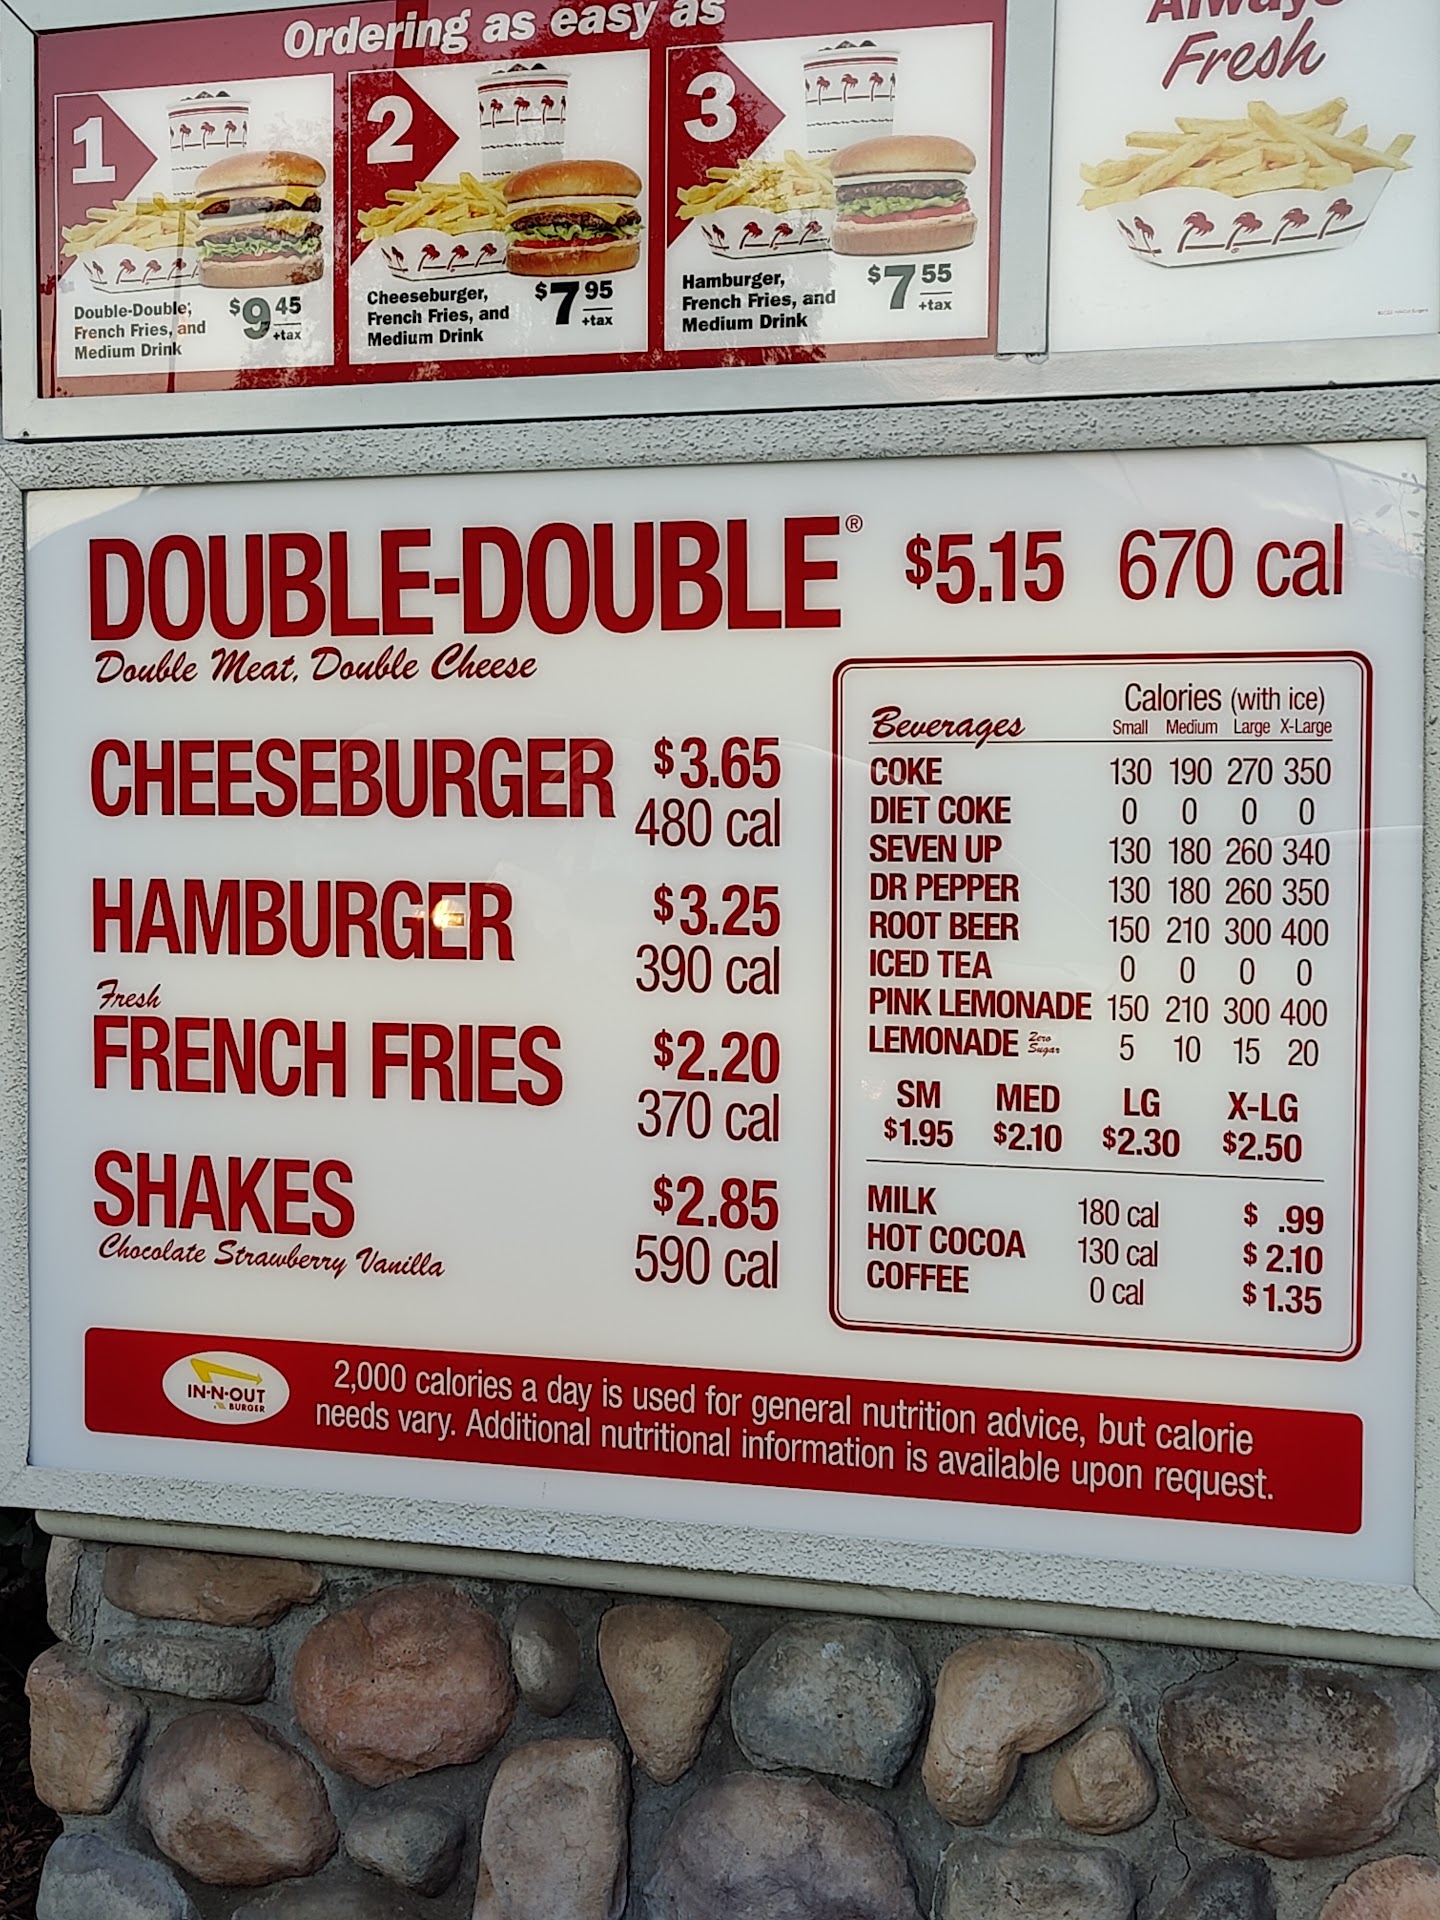 Ordering as easy as
Always
Fresh
1
Double-Double,
French Fries, and
Medium Drink
$9 45
+tax
2
Cheeseburger,
French Fries, and
Medium Drink
$7 95
+tax
3
Hamburger,
French Fries, and
Medium Drink
$7 55
+tax
DOUBLE-DOUBLE® $5.15 670 cal
Double Meat, Double Cheese
CHEESEBURGER $3.65
480 cal
HAMBURGER $3.25
390 cal
Fresh
FRENCH FRIES $2.20
370 cal
SHAKES $2.85
Chocolate Strawberry Vanilla 590 cal
Calories (with ice)
Beverages Small Medium Large X-Large
COKE 130 190 270 350
DIET COKE 0 0 0 0
SEVEN UP 130 180 260 340
DR PEPPER 130 180 260 350
ROOT BEER 150 210 300 400
ICED TEA 0 0 0 0
PINK LEMONADE 150 210 300 400
LEMONADE Zero Sugar 5 10 15 20
SM MED LG X-LG
$1.95 $2.10 $2.30 $2.50
MILK 180 cal $ .99
HOT COCOA 130 cal $ 2.10
COFFEE 0 cal $ 1.35
IN-N-OUT
BURGER
2,000 calories a day is used for general nutrition advice, but calorie
needs vary. Additional nutritional information is available upon request.